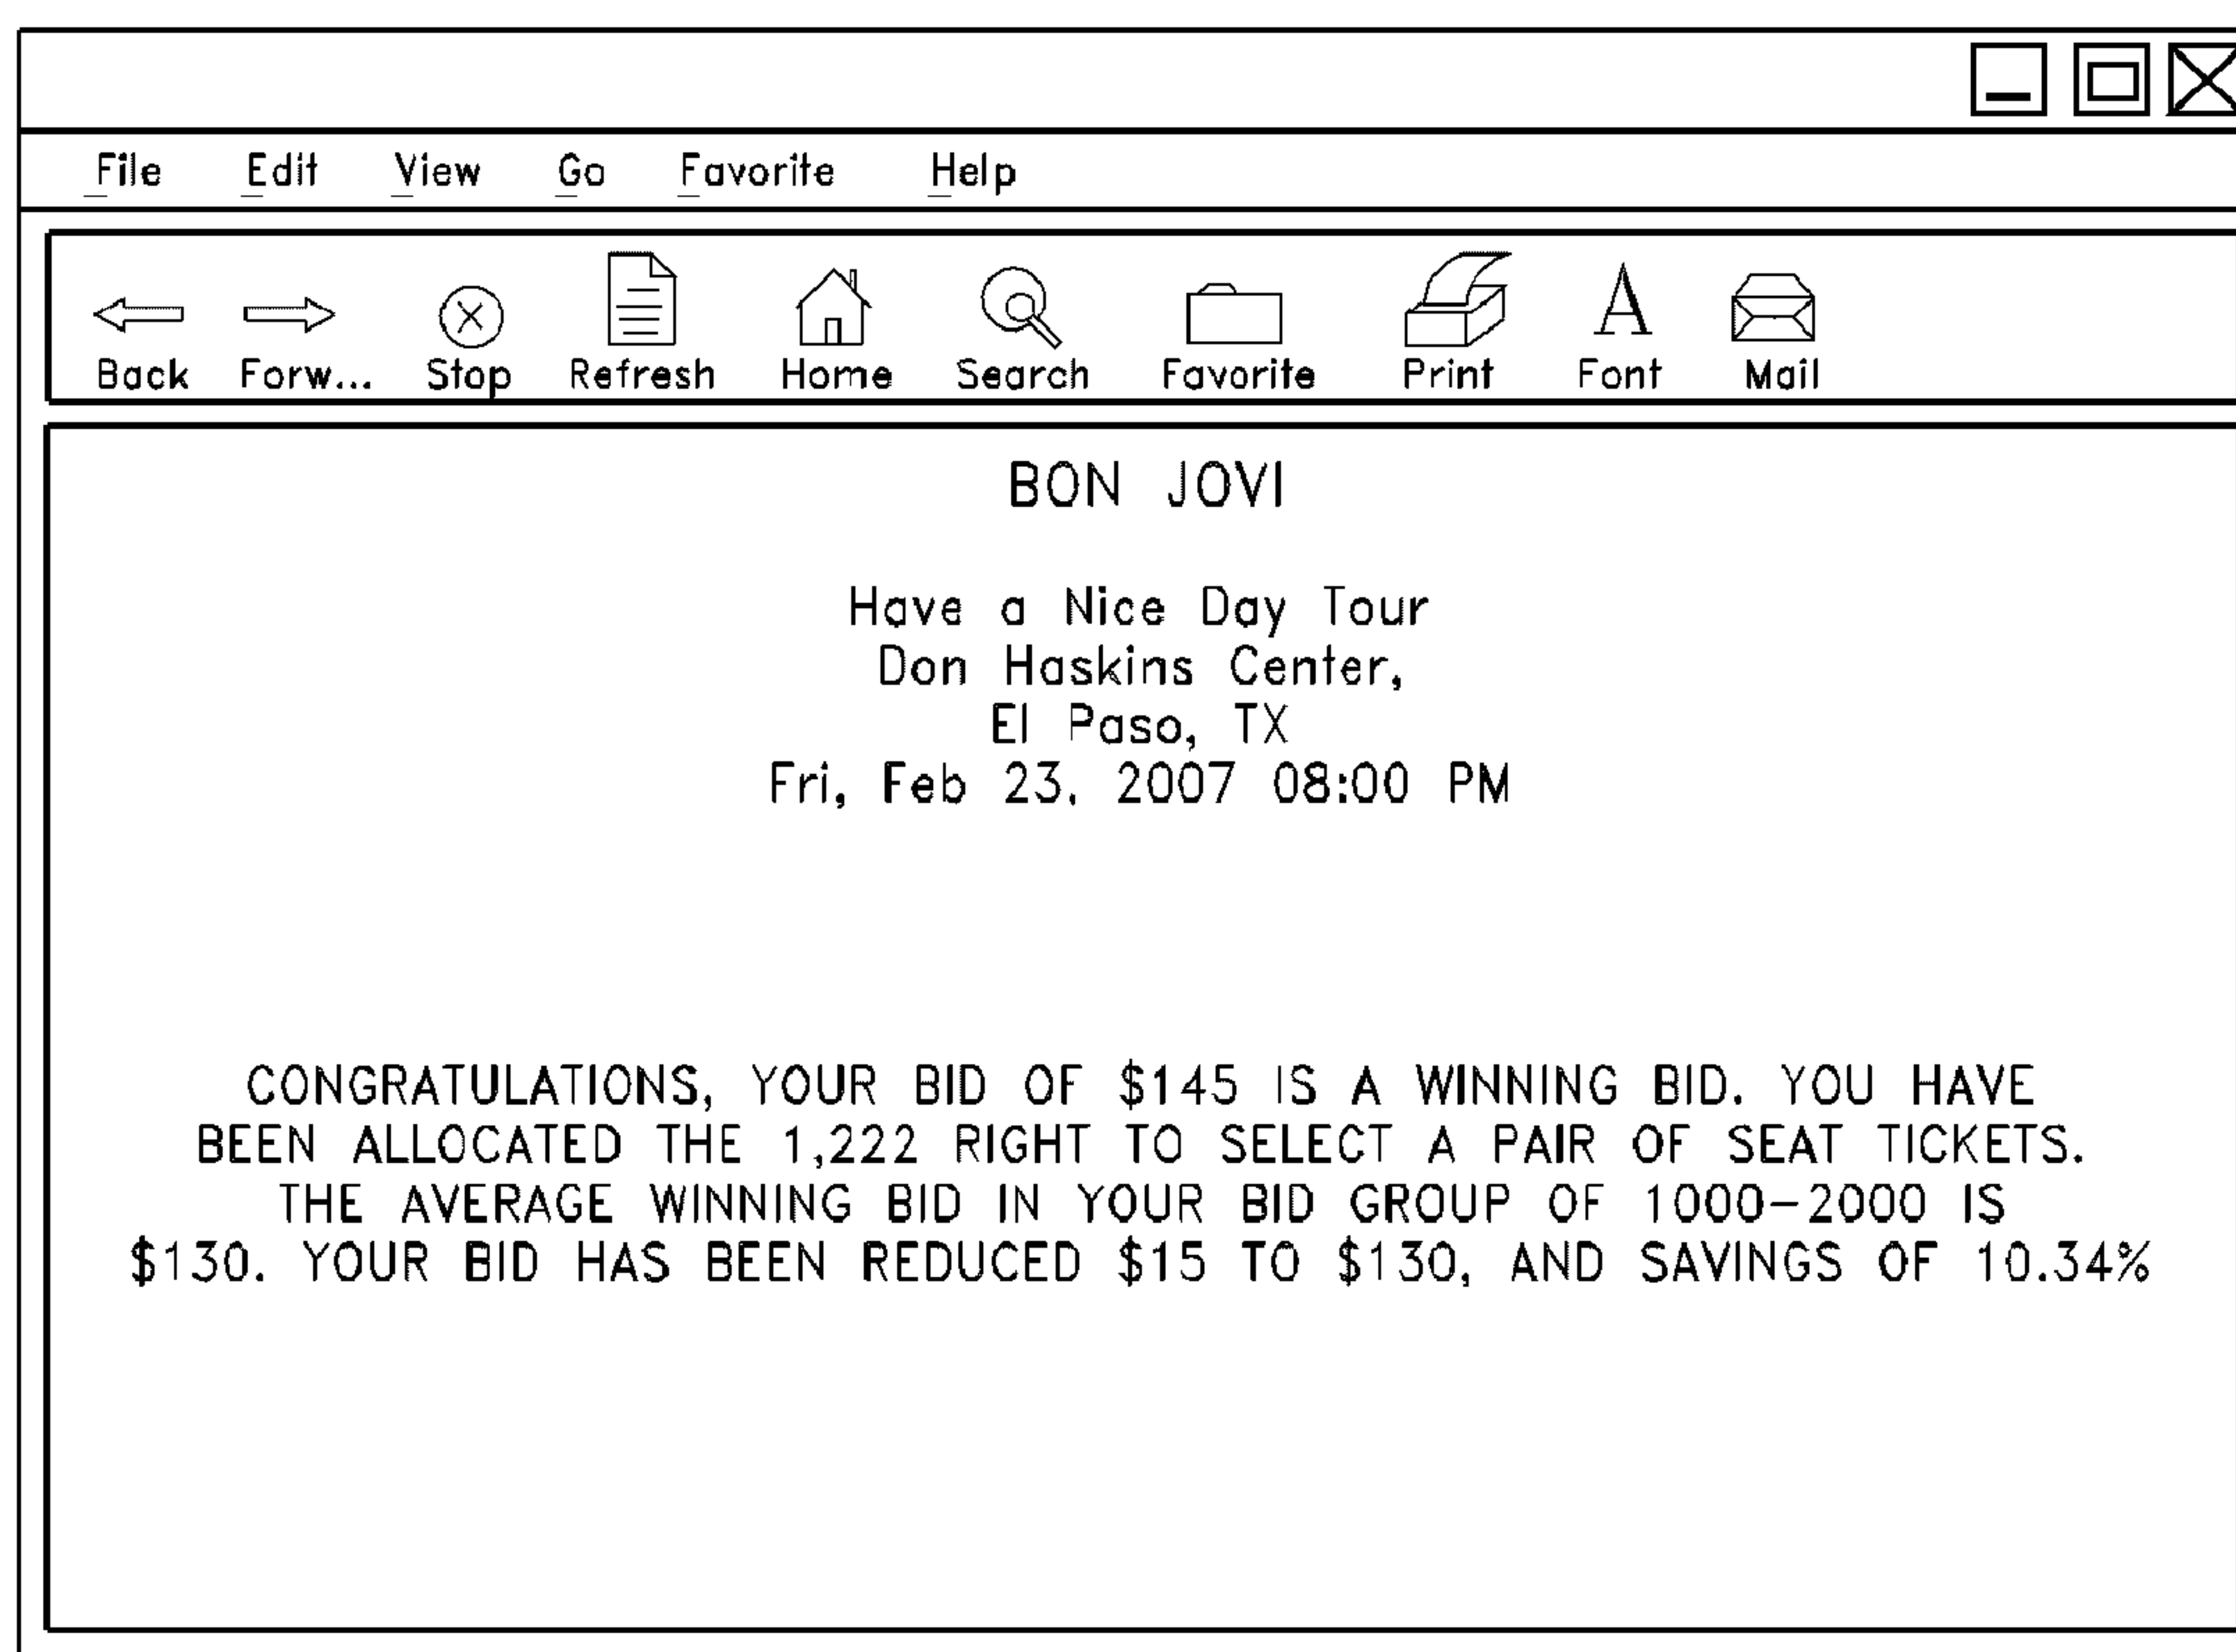 File Edit View Go Favorite Help
Back Forw... Stop Refresh Home Search Favorite Print Font Mail
BON JOVI
Have a Nice Day Tour
Don Haskins Center,
El Paso, TX
Fri, Feb 23, 2007 08:00 PM
CONGRATULATIONS, YOUR BID OF $145 IS A WINNING BID. YOU HAVE
BEEN ALLOCATED THE 1,222 RIGHT TO SELECT A PAIR OF SEAT TICKETS.
THE AVERAGE WINNING BID IN YOUR BID GROUP OF 1000-2000 IS
$130. YOUR BID HAS BEEN REDUCED $15 TO $130, AND SAVINGS OF 10.34%